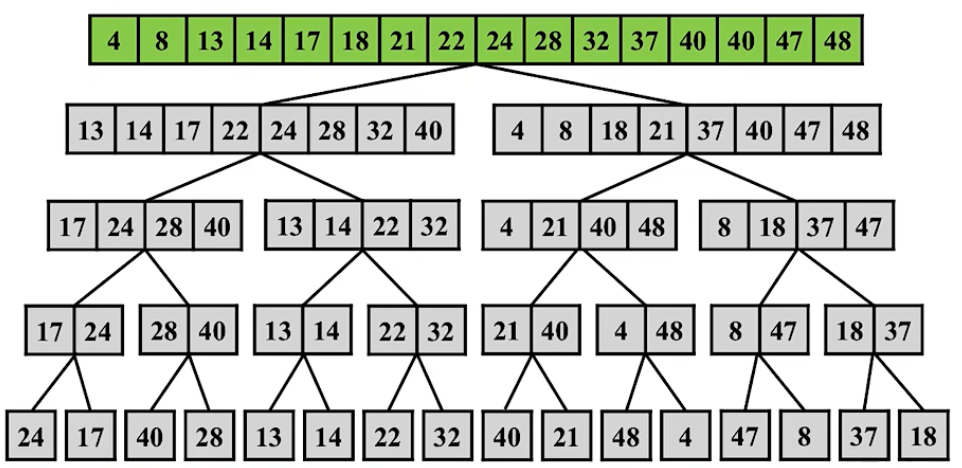 4 8 13 14 17 18 21 22 24 28 32 37 40 40 47 48
13 14 17 22 24 28 32 40 4 8 18 21 37 40 47 48
17 24 28 40 13 14 22 32 4 21 40 48 8 18 37 47
17 24 28 40 13 14 22 32 21 40 4 48 8 47 18 37
24 17 40 28 13 14 22 32 40 21 48 4 47 8 37 18